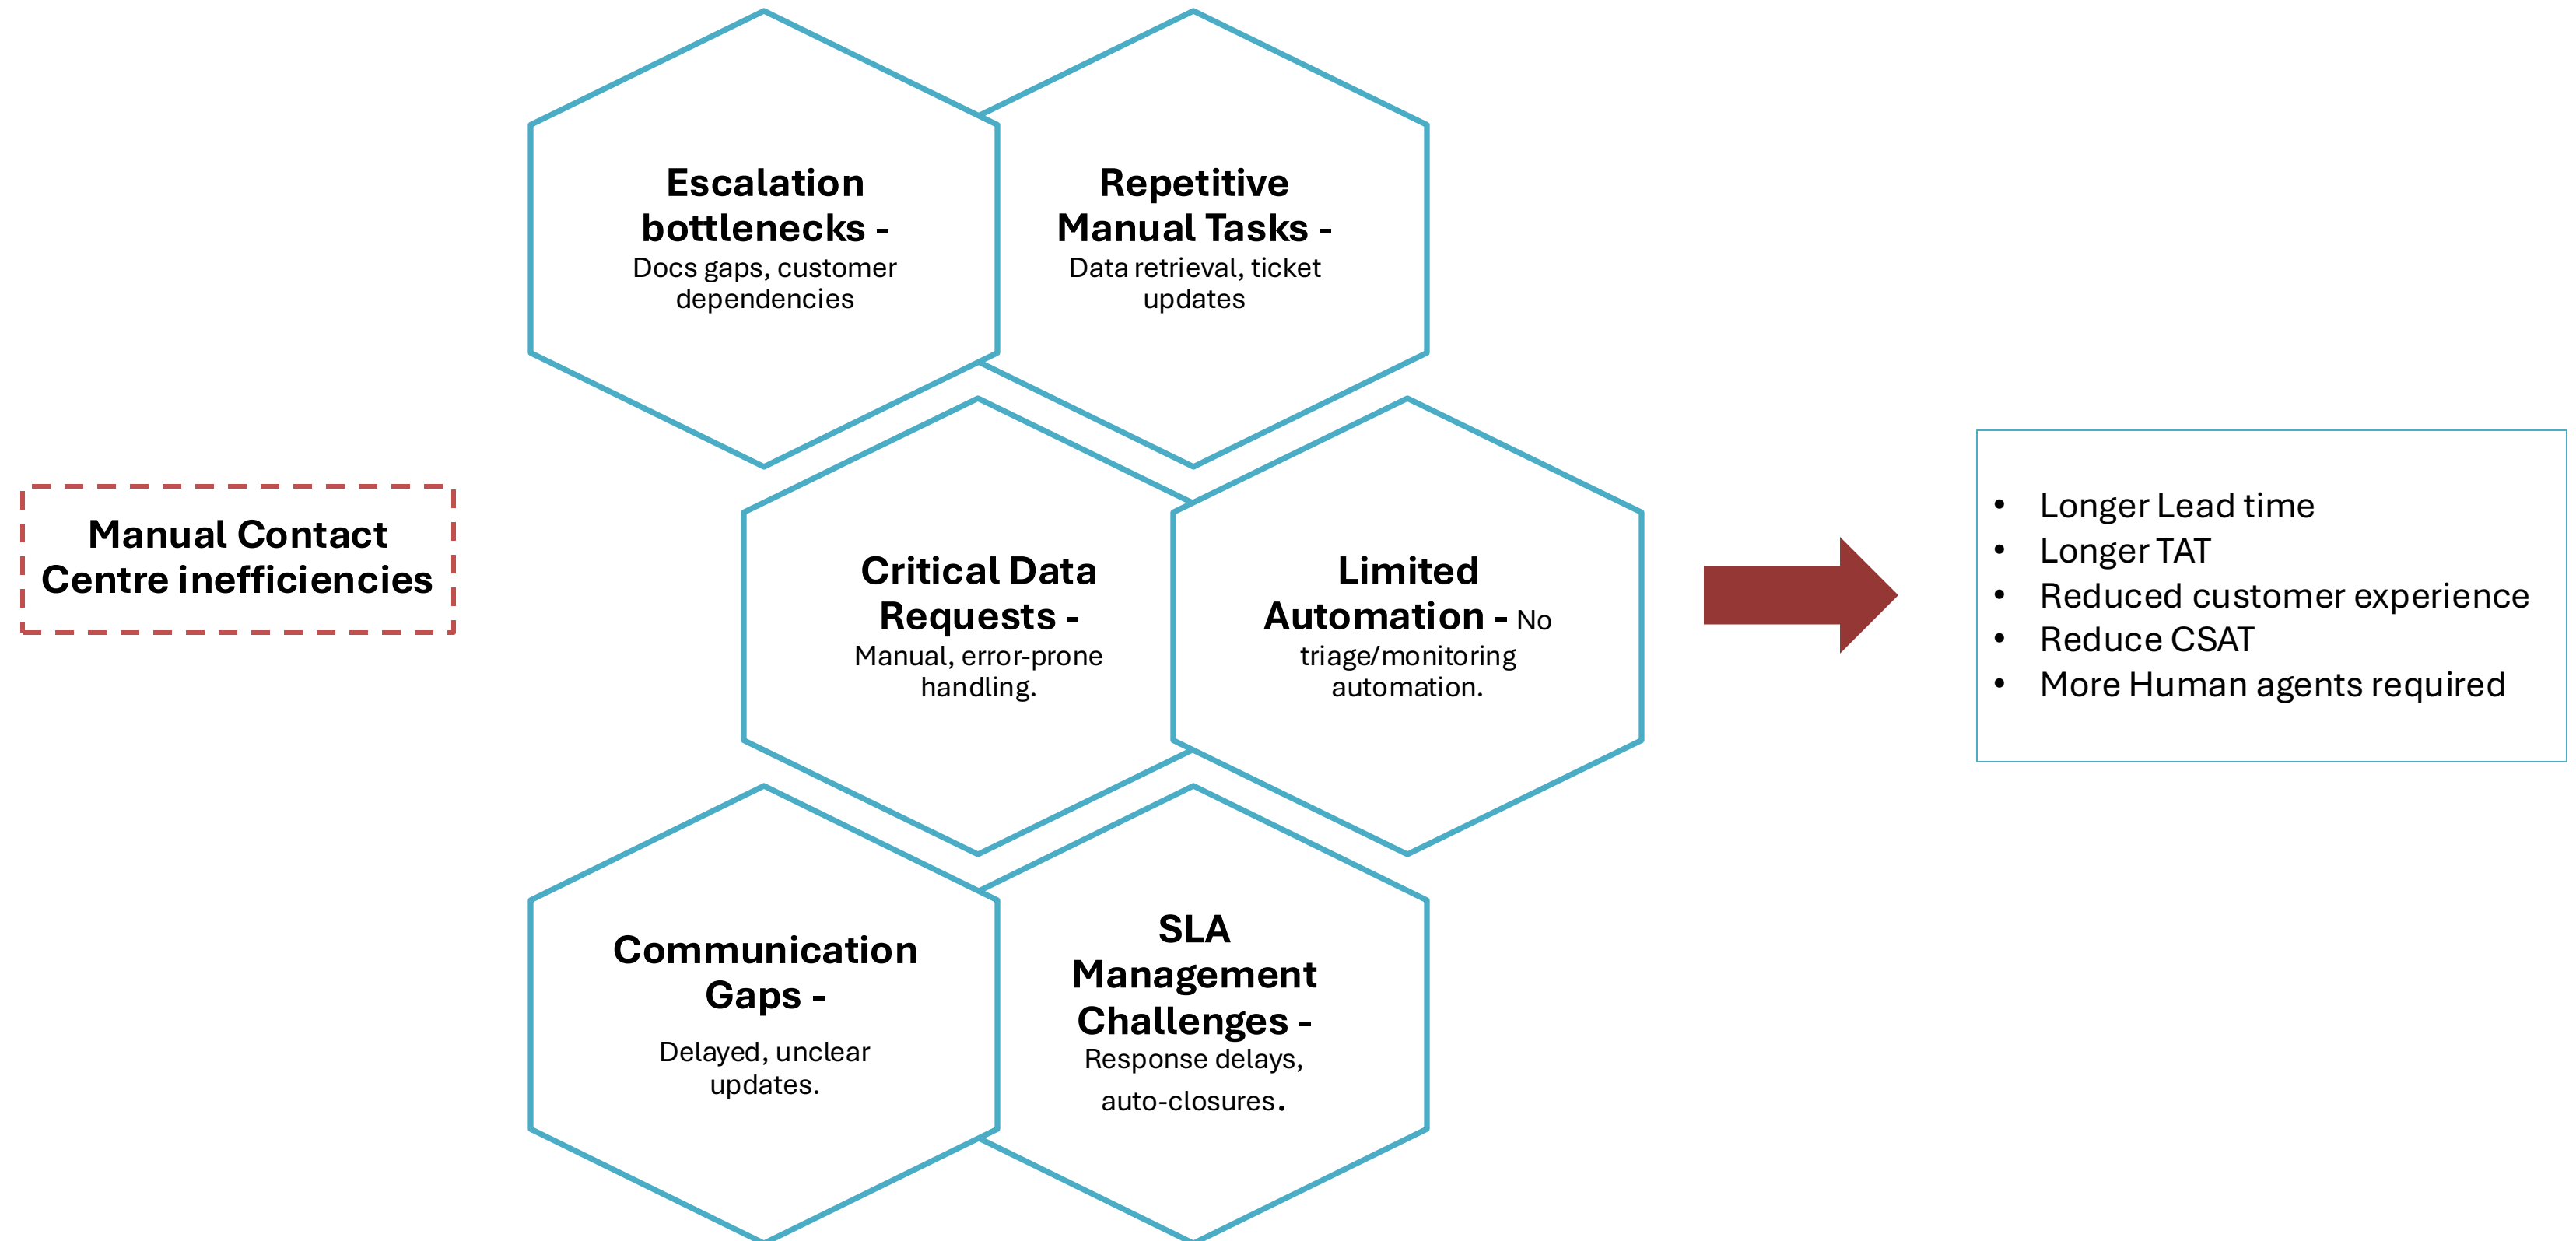 Escalation
bottlenecks -
Docs gaps, customer
dependencies
Repetitive
Manual Tasks -
Data retrieval, ticket
updates
Manual Contact
Centre inefficiencies
Critical Data
Requests -
Manual, error-prone
handling.
Limited
Automation - No
triage/monitoring
automation.
• Longer Lead time
• Longer TAT
• Reduced customer experience
• Reduce CSAT
• More Human agents required
Communication
Gaps -
Delayed, unclear
updates.
SLA
Management
Challenges -
Response delays,
auto-closures.